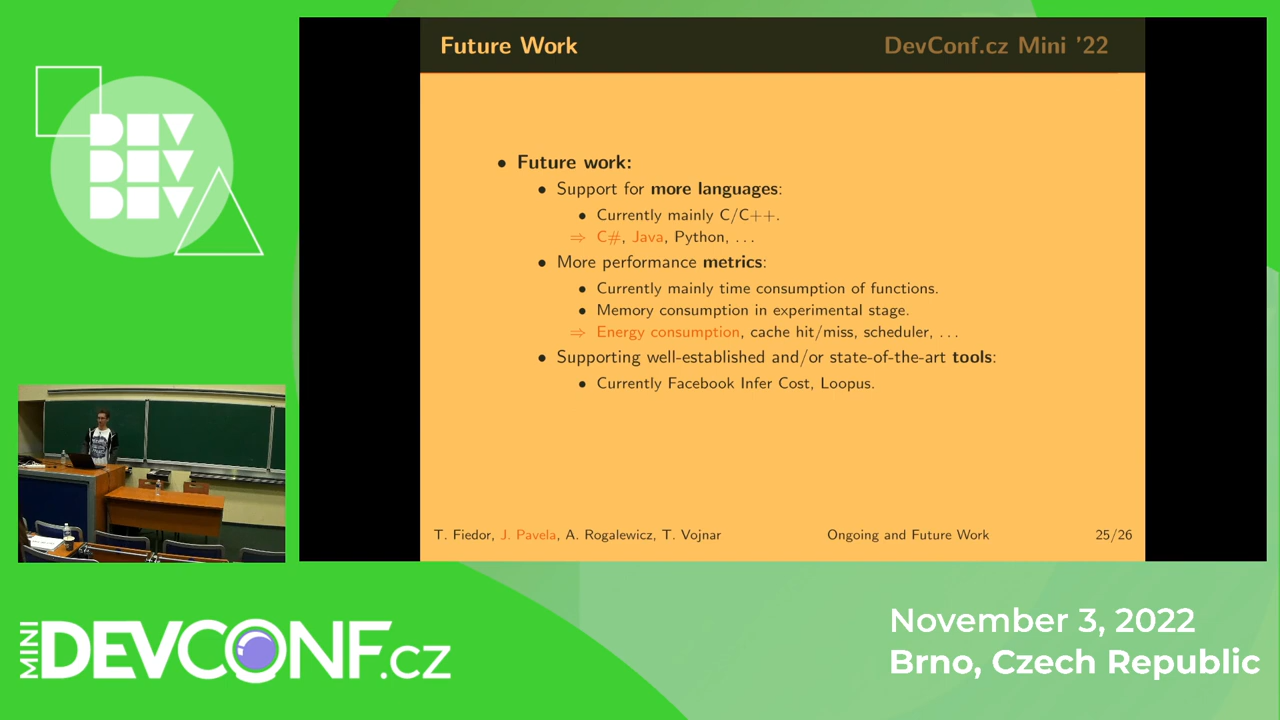 DEV
DEV
DEV
Future Work
DevConf.cz Mini '22
• Future work:
• Support for more languages:
• Currently mainly C/C++.
⇒ C#, Java, Python, ...
• More performance metrics:
• Currently mainly time consumption of functions.
• Memory consumption in experimental stage.
⇒ Energy consumption, cache hit/miss, scheduler, ...
• Supporting well-established and/or state-of-the-art tools:
• Currently Facebook Infer Cost, Loopus.
T. Fiedor, J. Pavela, A. Rogalewicz, T. Vojnar
Ongoing and Future Work
25/26
MINI DEVCONF.cz
November 3, 2022
Brno, Czech Republic